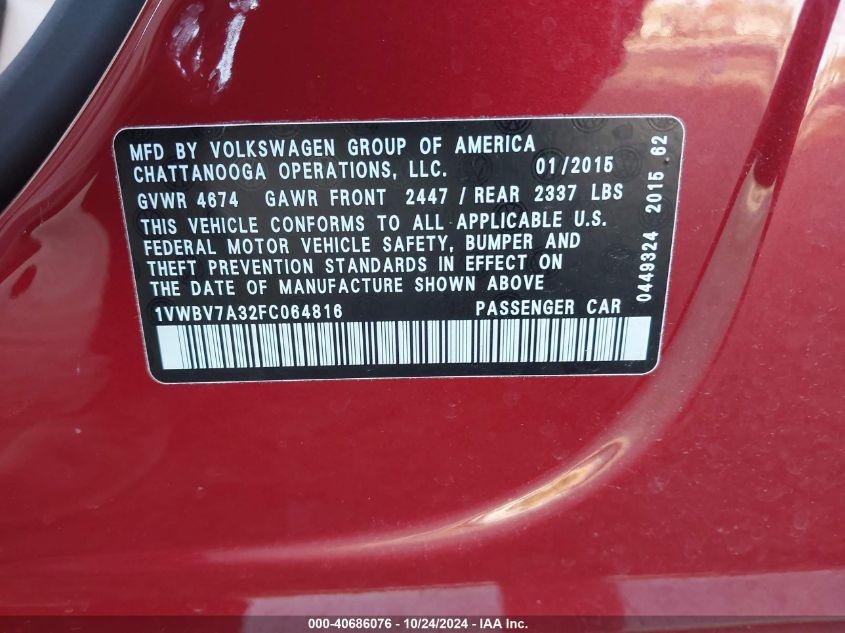 MFD BY VOLKSWAGEN GROUP OF AMERICA
CHATTANOOGA OPERATIONS, LLC. 01/2015
GVWR 4674 GAWR FRONT 2447 / REAR 2337 LBS
THIS VEHICLE CONFORMS TO ALL APPLICABLE U.S.
FEDERAL MOTOR VEHICLE SAFETY, BUMPER AND
THEFT PREVENTION STANDARDS IN EFFECT ON
THE DATE OF MANUFACTURE SHOWN ABOVE
1VWBV7A32FC064816 PASSENGER CAR
0449324 2015 62
000-40686076 - 10/24/2024 - IAA Inc.